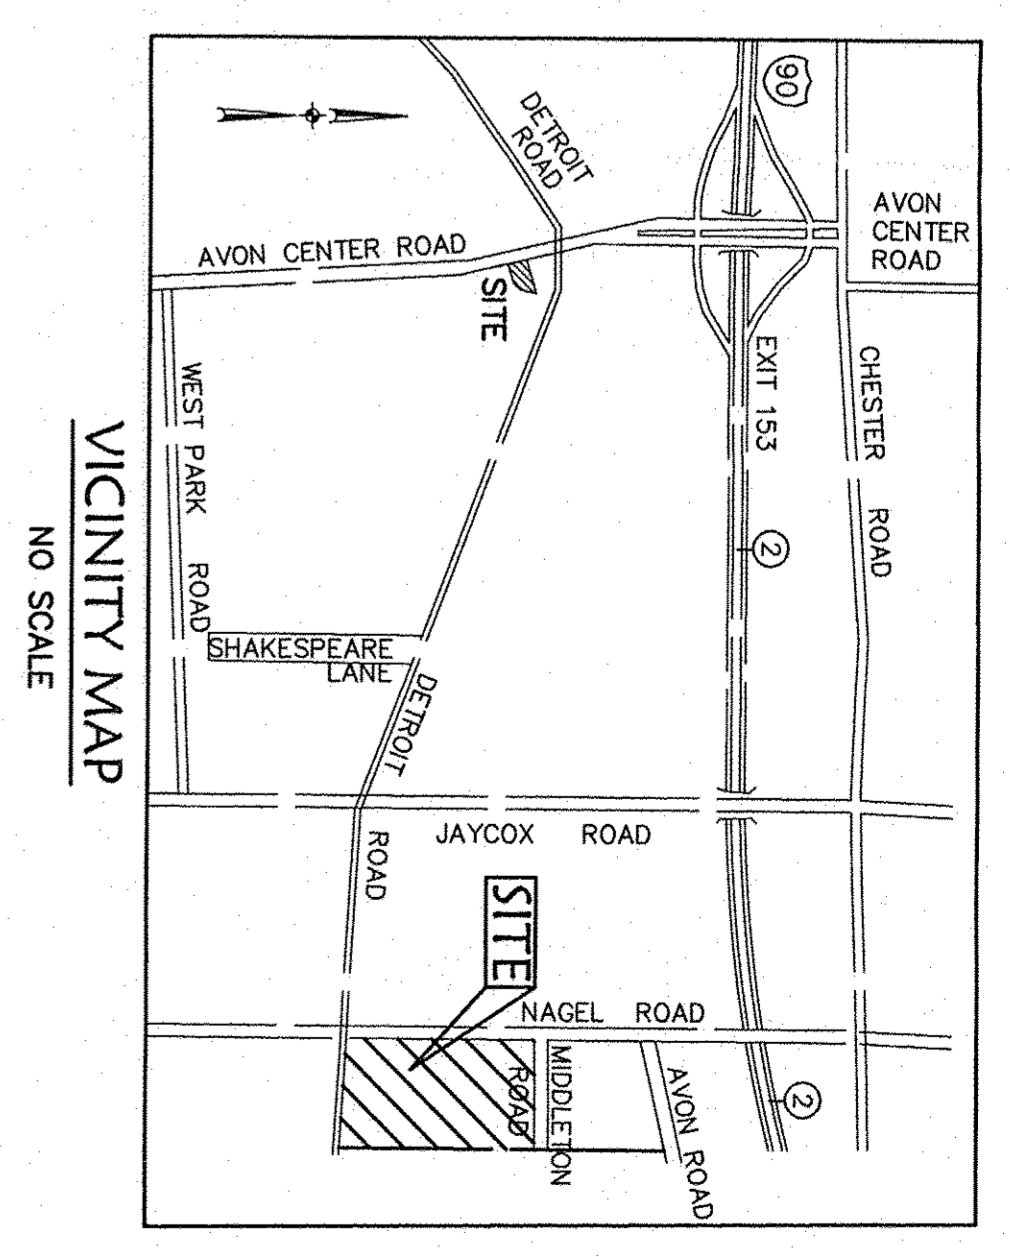 90
DETROIT
ROAD
AVON
CENTER
ROAD
AVON CENTER ROAD
SITE
EXIT 153
CHESTER ROAD
WEST PARK ROAD
2
SHAKESPEARE
LANE
DETROIT ROAD
JAYCOX ROAD
SITE
NAGEL ROAD
MIDDLETON
ROAD
AVON ROAD
2
VICINITY MAP
NO SCALE